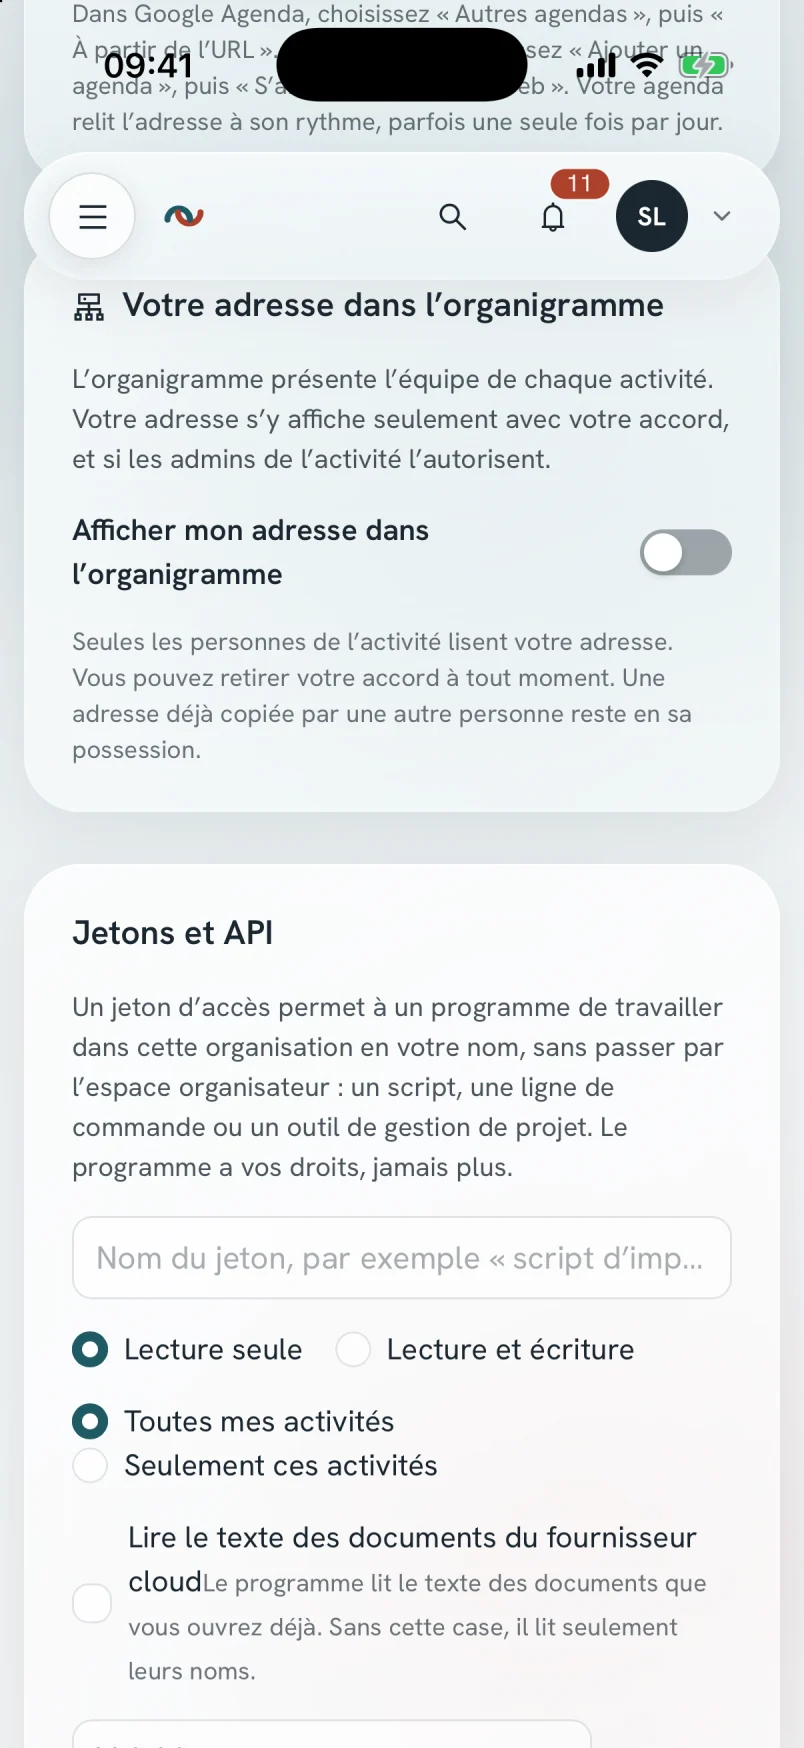 Dans Google Agenda, choisissez « Autres agendas », puis «
À partir de l’URL ». sez « Ajouter un
09:41
agenda », puis « S’a eb ». Votre agenda
relit l’adresse à son rythme, parfois une seule fois par jour.
11
SL
Votre adresse dans l’organigramme
L’organigramme présente l’équipe de chaque activité.
Votre adresse s’y affiche seulement avec votre accord,
et si les admins de l’activité l’autorisent.
Afficher mon adresse dans
l’organigramme
Seules les personnes de l’activité lisent votre adresse.
Vous pouvez retirer votre accord à tout moment. Une
adresse déjà copiée par une autre personne reste en sa
possession.
Jetons et API
Un jeton d’accès permet à un programme de travailler
dans cette organisation en votre nom, sans passer par
l’espace organisateur : un script, une ligne de
commande ou un outil de gestion de projet. Le
programme a vos droits, jamais plus.
Nom du jeton, par exemple « script d’imp...
Lecture seule Lecture et écriture
Toutes mes activités
Seulement ces activités
Lire le texte des documents du fournisseur
cloudLe programme lit le texte des documents que
vous ouvrez déjà. Sans cette case, il lit seulement
leurs noms.